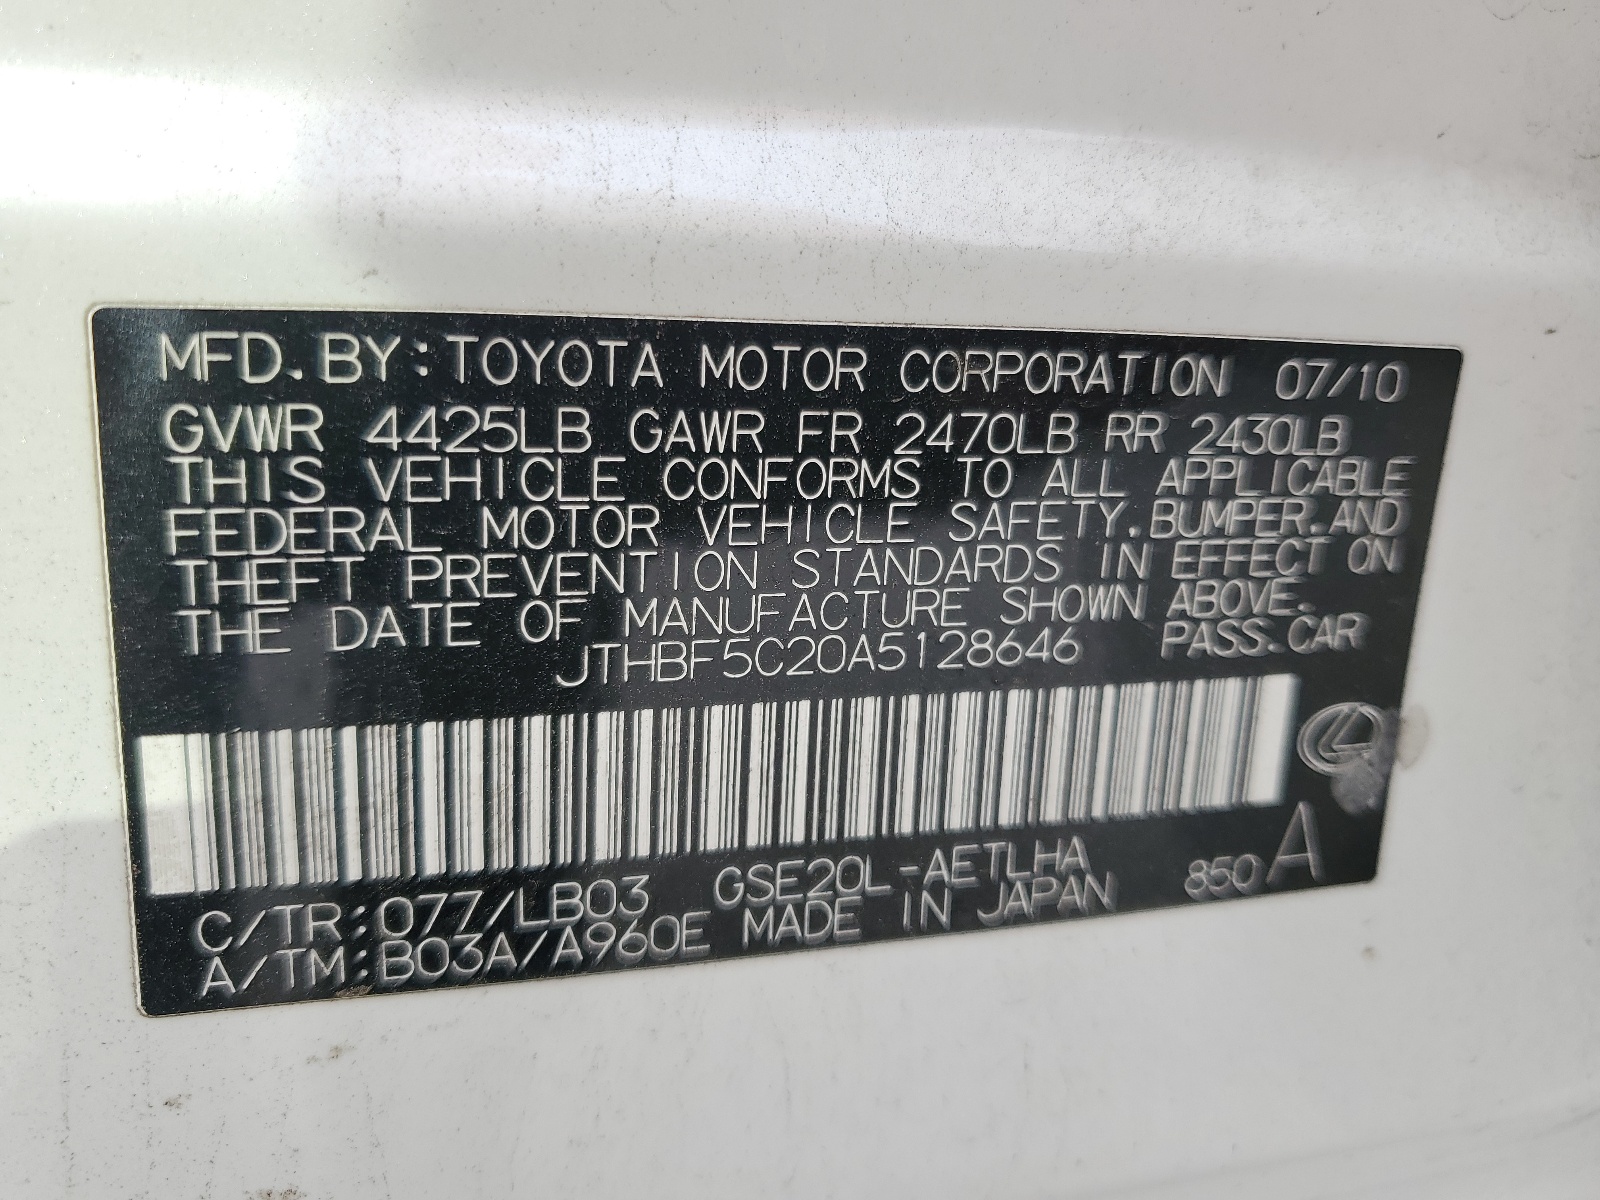 MFD. BY: TOYOTA MOTOR CORPORATION 07/10
GVWR 4425LB GAWR FR 2470LB RR 2430LB
THIS VEHICLE CONFORMS TO ALL APPLICABLE
FEDERAL MOTOR VEHICLE SAFETY. BUMPER. AND
THEFT PREVENTION STANDARDS IN EFFECT ON
THE DATE OF MANUFACTURE SHOWN ABOVE.
JTHBF5C20A5128646 PASS. CAR
C/TR: 077/LB03 GSE20L-AETLHA 850 A
A/TM: B03A/A960E MADE IN JAPAN